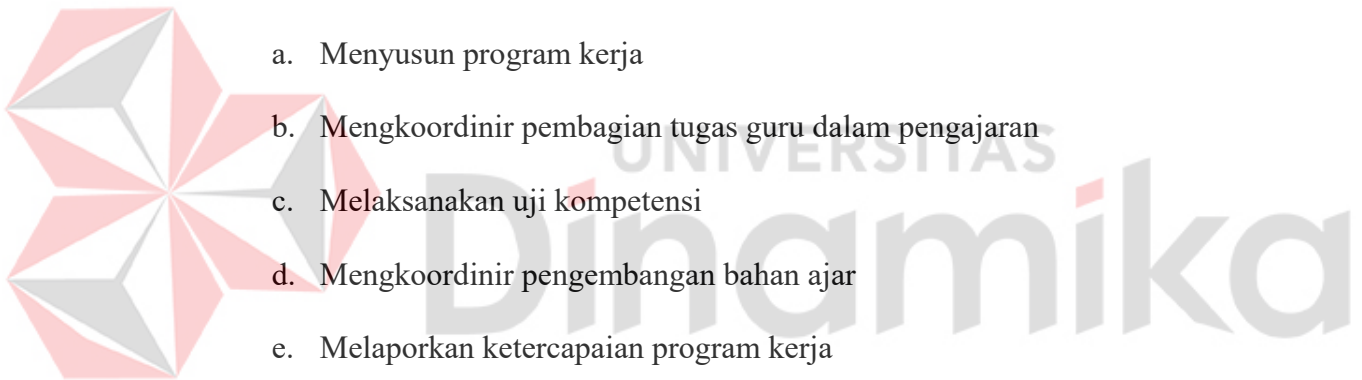 a. Menyusun program kerja
b. Mengkoordinir pembagian tugas guru dalam pengajaran
UNIVERSITAS
c. Melaksanakan uji kompetensi
Dinamika
d. Mengkoordinir pengembangan bahan ajar
e. Melaporkan ketercapaian program kerja